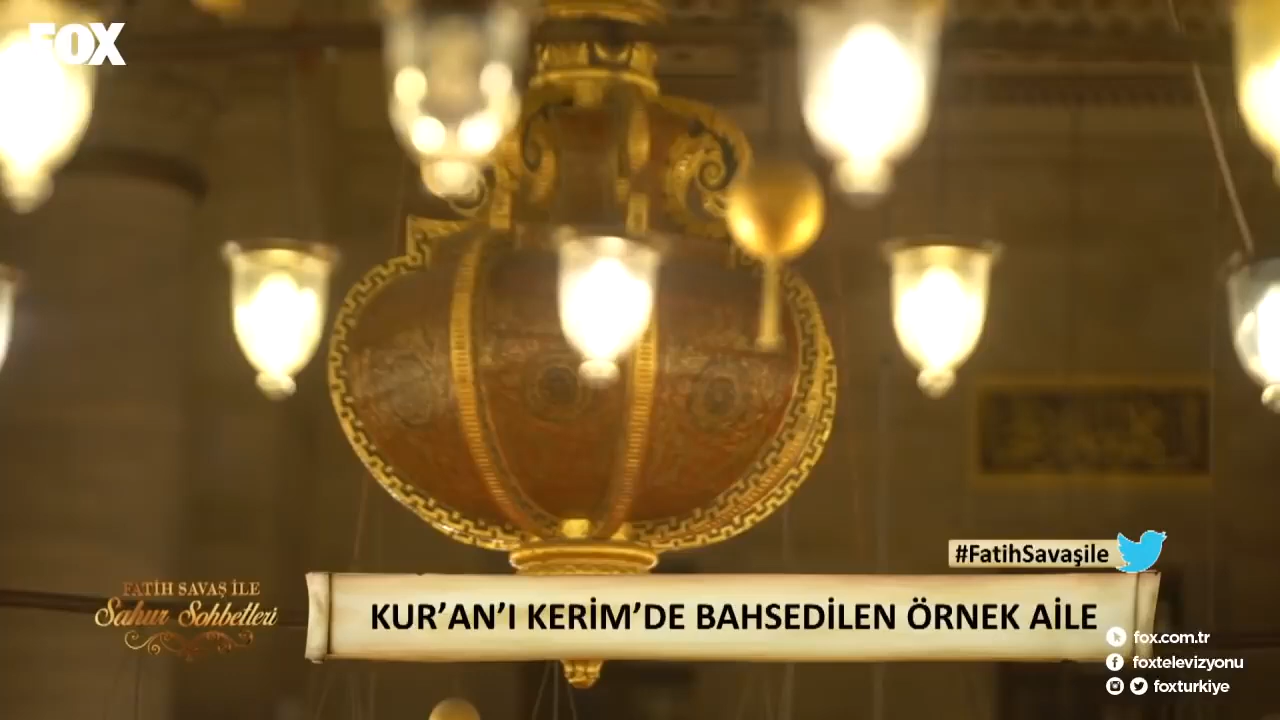 FOX
#FatihSavaşile
FATİH SAVAŞ İLE
Sahur Sohbetleri
KUR’AN’I KERİM’DE BAHSEDİLEN ÖRNEK AİLE
fox.com.tr
foxtelevizyonu
foxturkiye